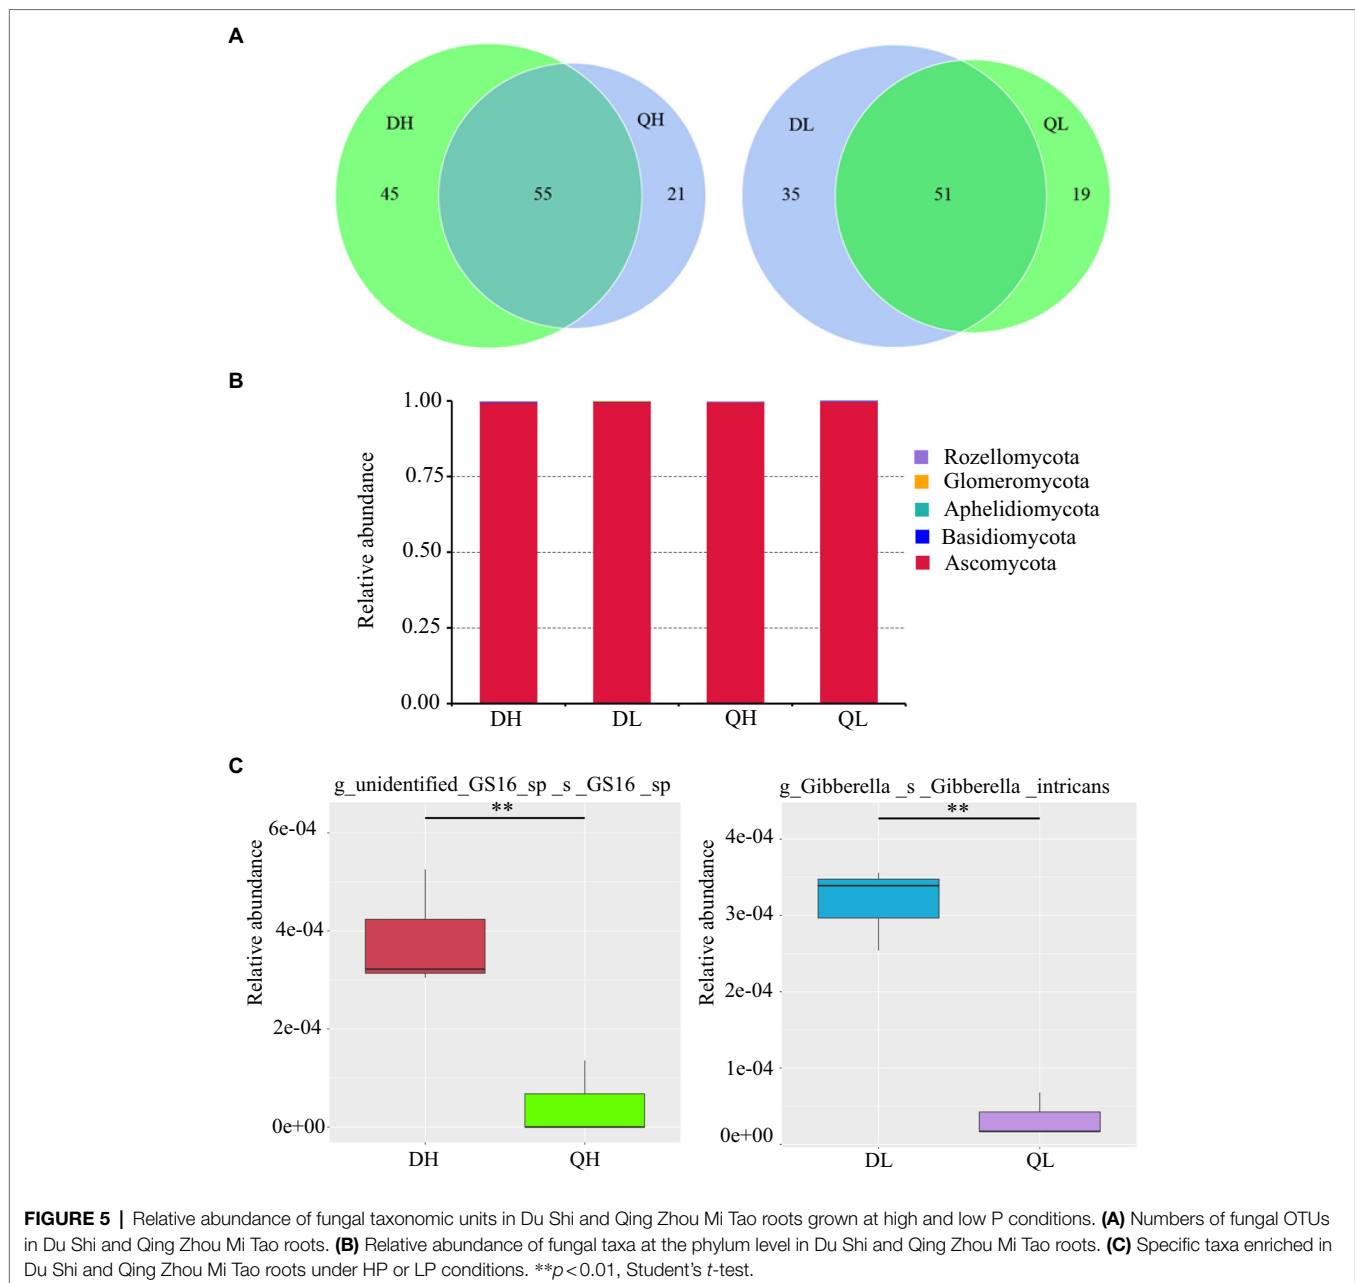 A
DH
QH
45
55
21
DL
QL
35
51
19
B
Relative abundance
1.00
0.75
0.50
0.25
0.00
DH
DL
QH
QL
Rozellomycota
Glomeromycota
Aphelidiomycota
Basidiomycota
Ascomycota
C
g_unidentified_GS16_sp _s _GS16 _sp
**
Relative abundance
6e-04
4e-04
2e-04
0e+00
DH
QH
g_Gibberella _s _Gibberella _intricans
**
Relative abundance
4e-04
3e-04
2e-04
1e-04
0e+00
DL
QL
FIGURE 5 | Relative abundance of fungal taxonomic units in Du Shi and Qing Zhou Mi Tao roots grown at high and low P conditions. (A) Numbers of fungal OTUs
in Du Shi and Qing Zhou Mi Tao roots. (B) Relative abundance of fungal taxa at the phylum level in Du Shi and Qing Zhou Mi Tao roots. (C) Specific taxa enriched in
Du Shi and Qing Zhou Mi Tao roots under HP or LP conditions. **p<0.01, Student's t-test.